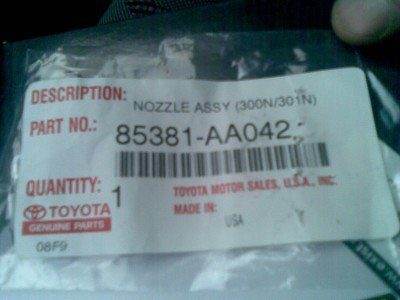 DESCRIPTION: NOZZLE ASSY (300N/301N)
PART NO.: 85381-AA042
QUANTITY: 1
TOYOTA MOTOR SALES, U.S.A., INC.
TOYOTA
GENUINE PARTS
MADE IN: USA
08F9